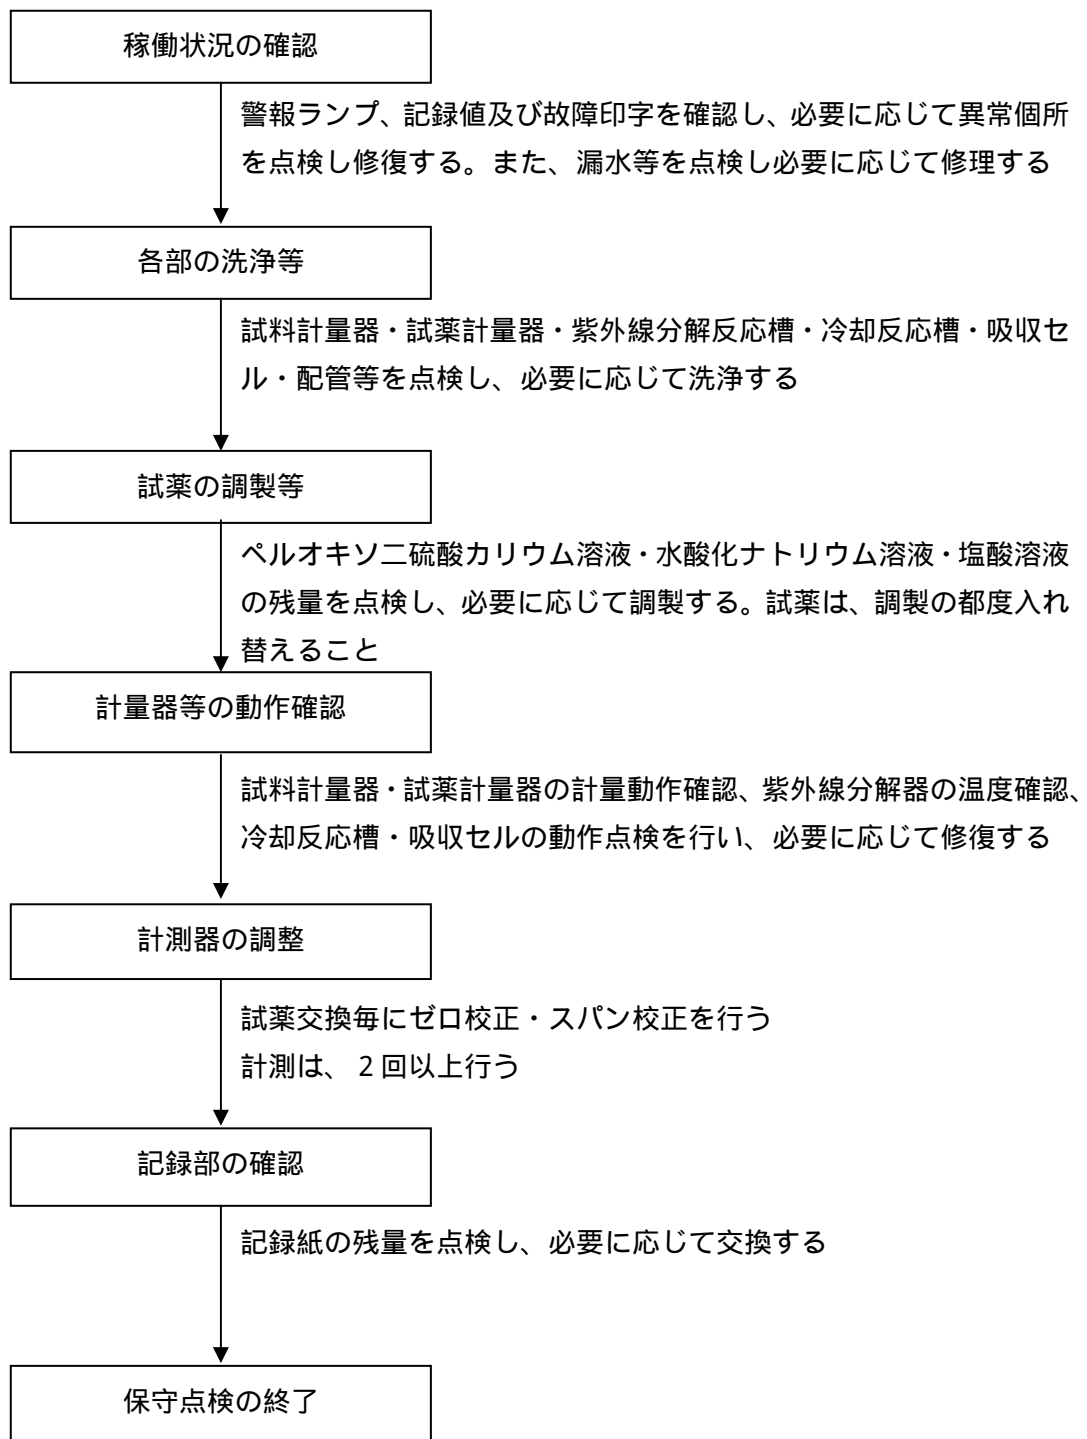 稼働状況の確認
警報ランプ、記録値及び故障印字を確認し、必要に応じて異常個所
を点検し修復する。また、漏水等を点検し必要に応じて修理する
各部の洗浄等
試料計量器・試薬計量器・紫外線分解反応槽・冷却反応槽・吸収セ
ル・配管等を点検し、必要に応じて洗浄する
試薬の調製等
ペルオキソ二硫酸カリウム溶液・水酸化ナトリウム溶液・塩酸溶液
の残量を点検し、必要に応じて調製する。試薬は、調製の都度入れ
替えること
計量器等の動作確認
試料計量器・試薬計量器の計量動作確認、紫外線分解器の温度確認、
冷却反応槽・吸収セルの動作点検を行い、必要に応じて修復する
計測器の調整
試薬交換毎にゼロ校正・スパン校正を行う
計測は、2回以上行う
記録部の確認
記録紙の残量を点検し、必要に応じて交換する
保守点検の終了